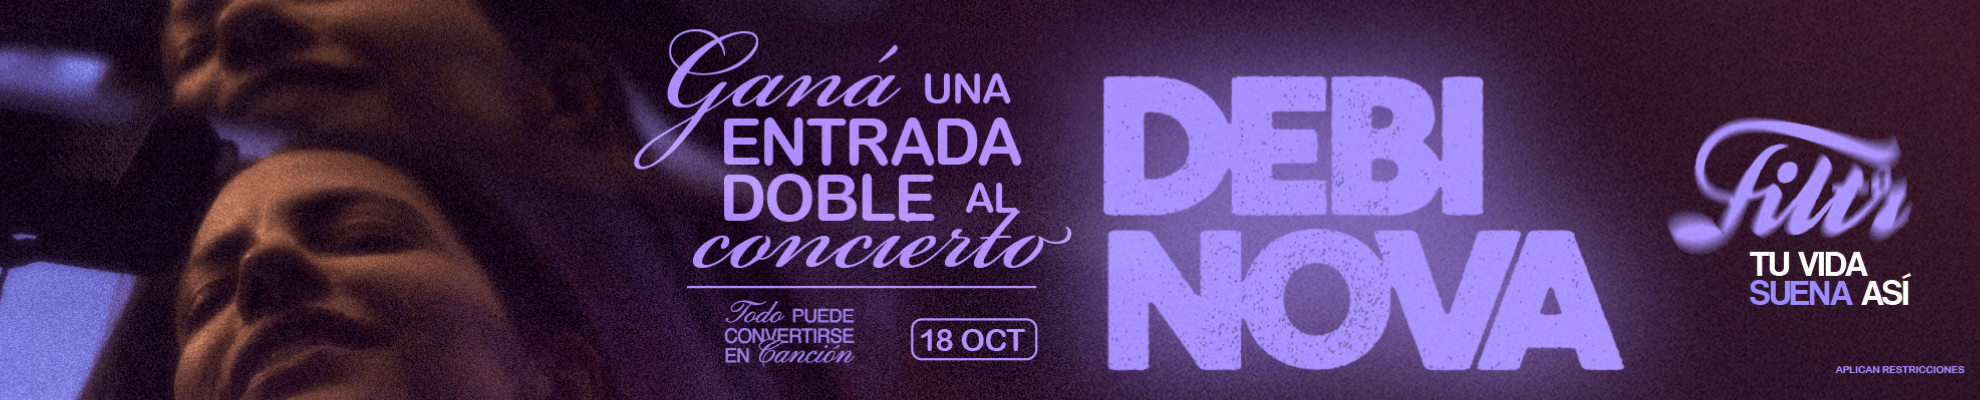 Ganá UNA
ENTRADA
DOBLE AL
concierto
Todo PUEDE
CONVERTIRSE
EN Canción
18 OCT
DEBI
NOVA
Filtr
TU VIDA
SUENA ASÍ
APLICAN RESTRICCIONES